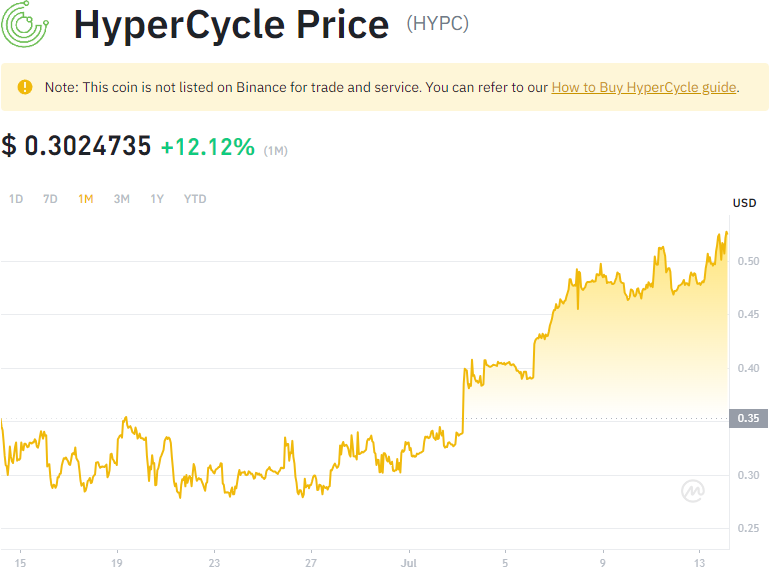 HyperCycle Price (HYPC)
Note: This coin is not listed on Binance for trade and service. You can refer to our How to Buy HyperCycle guide.
$ 0.3024735 +12.12% (1M)
1D 7D 1M 3M 1Y YTD
USD
0.50
0.45
0.40
0.35
0.30
0.25
15 19 23 27 Jul 5 9 13